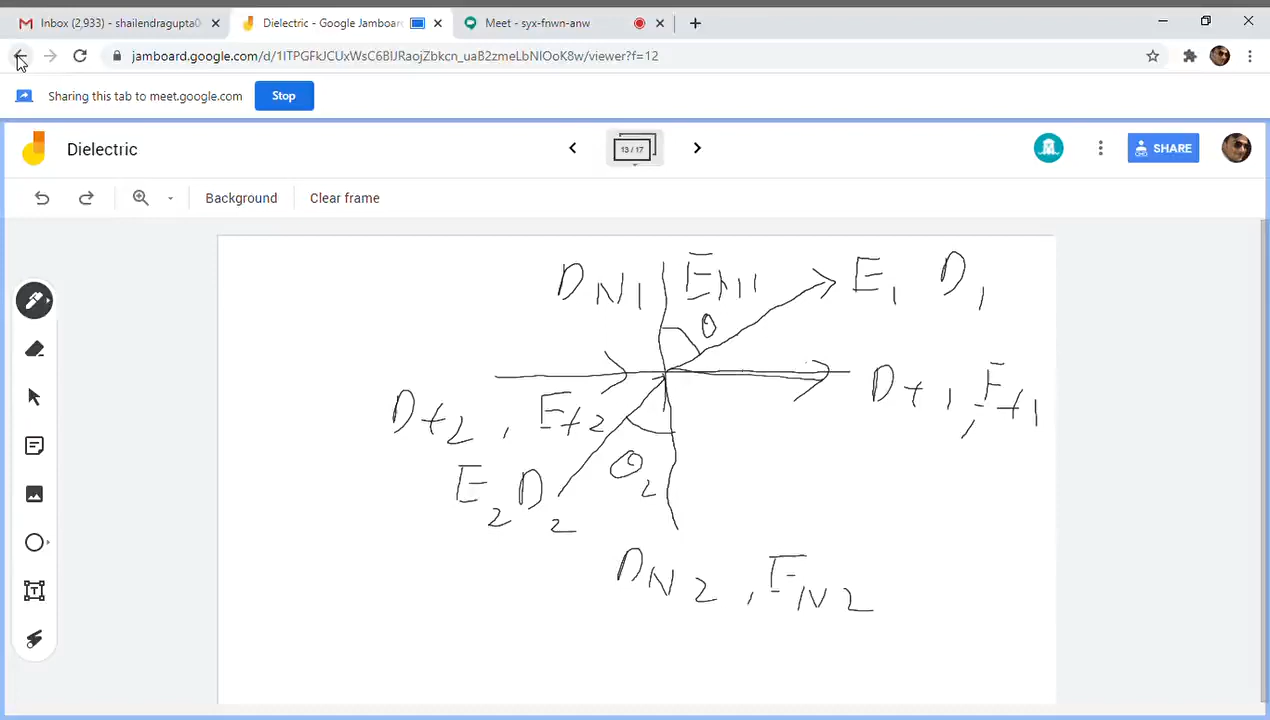 Inbox (2,933) - shailendragupta0
Dielectric - Google Jamboard
Meet - syx-fnwn-anw
jamboard.google.com/d/1ITPGFkJCUxWsC6BIJRaojZbkcn_uaB2zmeLbNIOoK8w/viewer?f=12
Sharing this tab to meet.google.com
Stop
Dielectric
13 / 17
SHARE
Background
Clear frame
DN1 EN1 E1 D1
θ
Dt1, Et1
Dt2, Et2
θ2
E2 D2
DN2, EN2